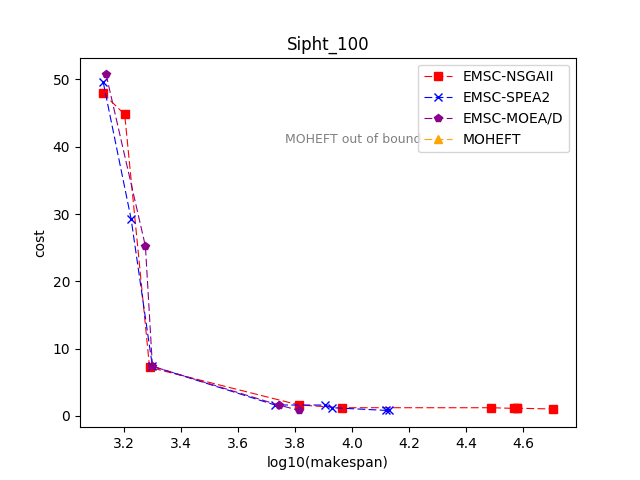 Sipht_100
EMSC-NSGAII
EMSC-SPEA2
EMSC-MOEA/D
MOHEFT
MOHEFT out of bound
cost
50
40
30
20
10
0
3.2 3.4 3.6 3.8 4.0 4.2 4.4 4.6
log10(makespan)